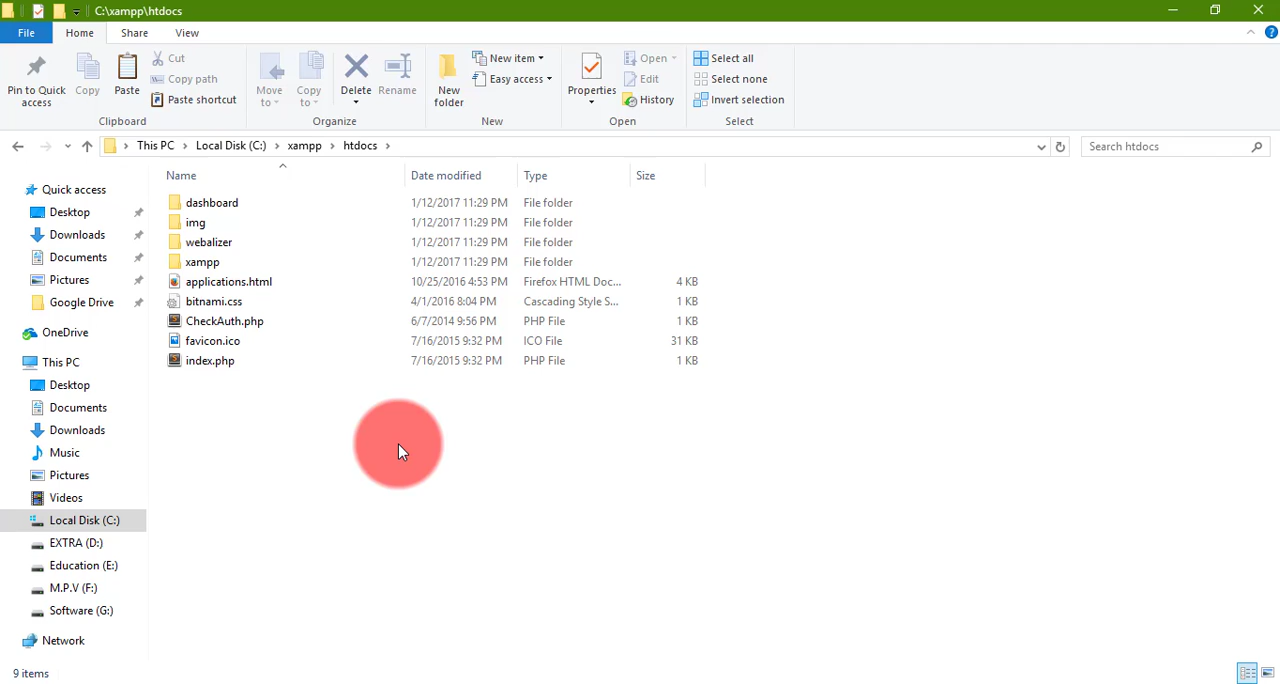 C:\xampp\htdocs
File Home Share View
Pin to Quick access
Copy
Paste
Cut
Copy path
Paste shortcut
Clipboard
Move to
Copy to
Delete
Rename
Organize
New folder
New item
Easy access
New
Properties
Open
Edit
History
Open
Select all
Select none
Invert selection
Select
This PC Local Disk (C:) xampp htdocs
Search htdocs
Name Date modified Type Size
dashboard 1/12/2017 11:29 PM File folder
img 1/12/2017 11:29 PM File folder
webalizer 1/12/2017 11:29 PM File folder
xampp 1/12/2017 11:29 PM File folder
applications.html 10/25/2016 4:53 PM Firefox HTML Doc... 4 KB
bitnami.css 4/1/2016 8:04 PM Cascading Style S... 1 KB
CheckAuth.php 6/7/2014 9:56 PM PHP File 1 KB
favicon.ico 7/16/2015 9:32 PM ICO File 31 KB
index.php 7/16/2015 9:32 PM PHP File 1 KB
Quick access
Desktop
Downloads
Documents
Pictures
Google Drive
OneDrive
This PC
Desktop
Documents
Downloads
Music
Pictures
Videos
Local Disk (C:)
EXTRA (D:)
Education (E:)
M.P.V (F:)
Software (G:)
Network
9 items